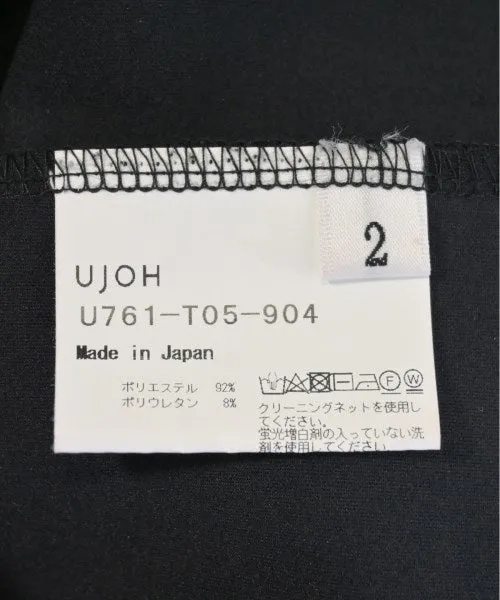 2
UJOH
U761-T05-904
Made in Japan
ポリエステル 92%
ポリウレタン 8%
F W
クリーニングネットを使用し
てください。
蛍光増白剤の入っていない洗
剤を使用してください。